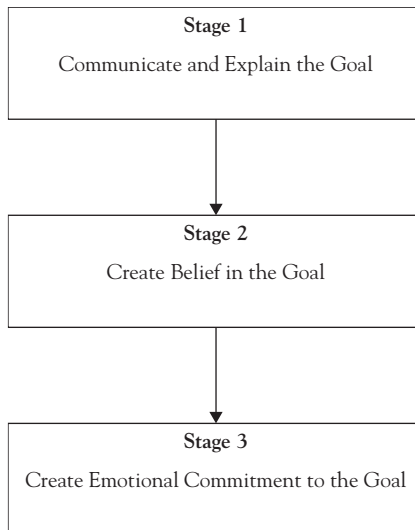 Stage 1
Communicate and Explain the Goal
Stage 2
Create Belief in the Goal
Stage 3
Create Emotional Commitment to the Goal